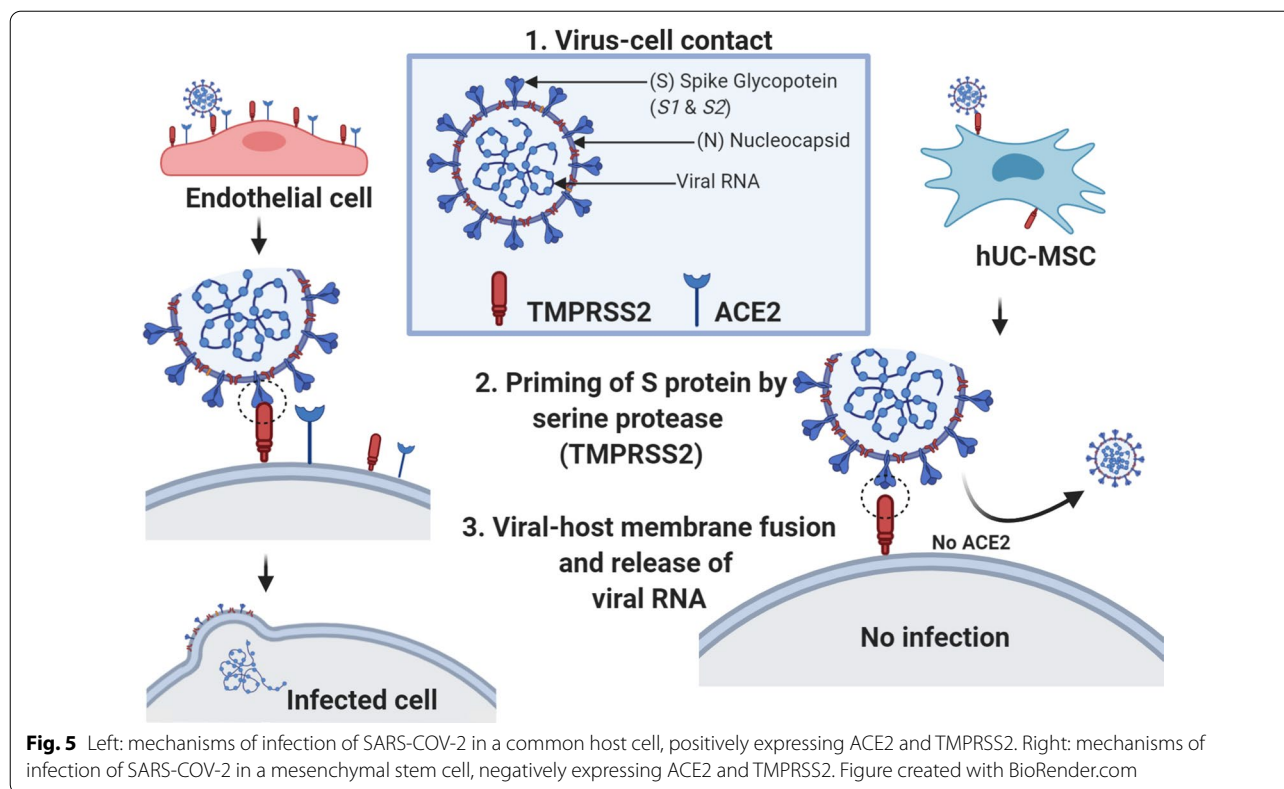 1. Virus-cell contact
(S) Spike Glycopotein
(S1 & S2)
(N) Nucleocapsid
Viral RNA
TMPRSS2
ACE2
Endothelial cell
hUC-MSC
2. Priming of S protein by
serine protease
(TMPRSS2)
3. Viral-host membrane fusion
and release of
viral RNA
No ACE2
No infection
Infected cell
Fig. 5 Left: mechanisms of infection of SARS-COV-2 in a common host cell, positively expressing ACE2 and TMPRSS2. Right: mechanisms of
infection of SARS-COV-2 in a mesenchymal stem cell, negatively expressing ACE2 and TMPRSS2. Figure created with BioRender.com